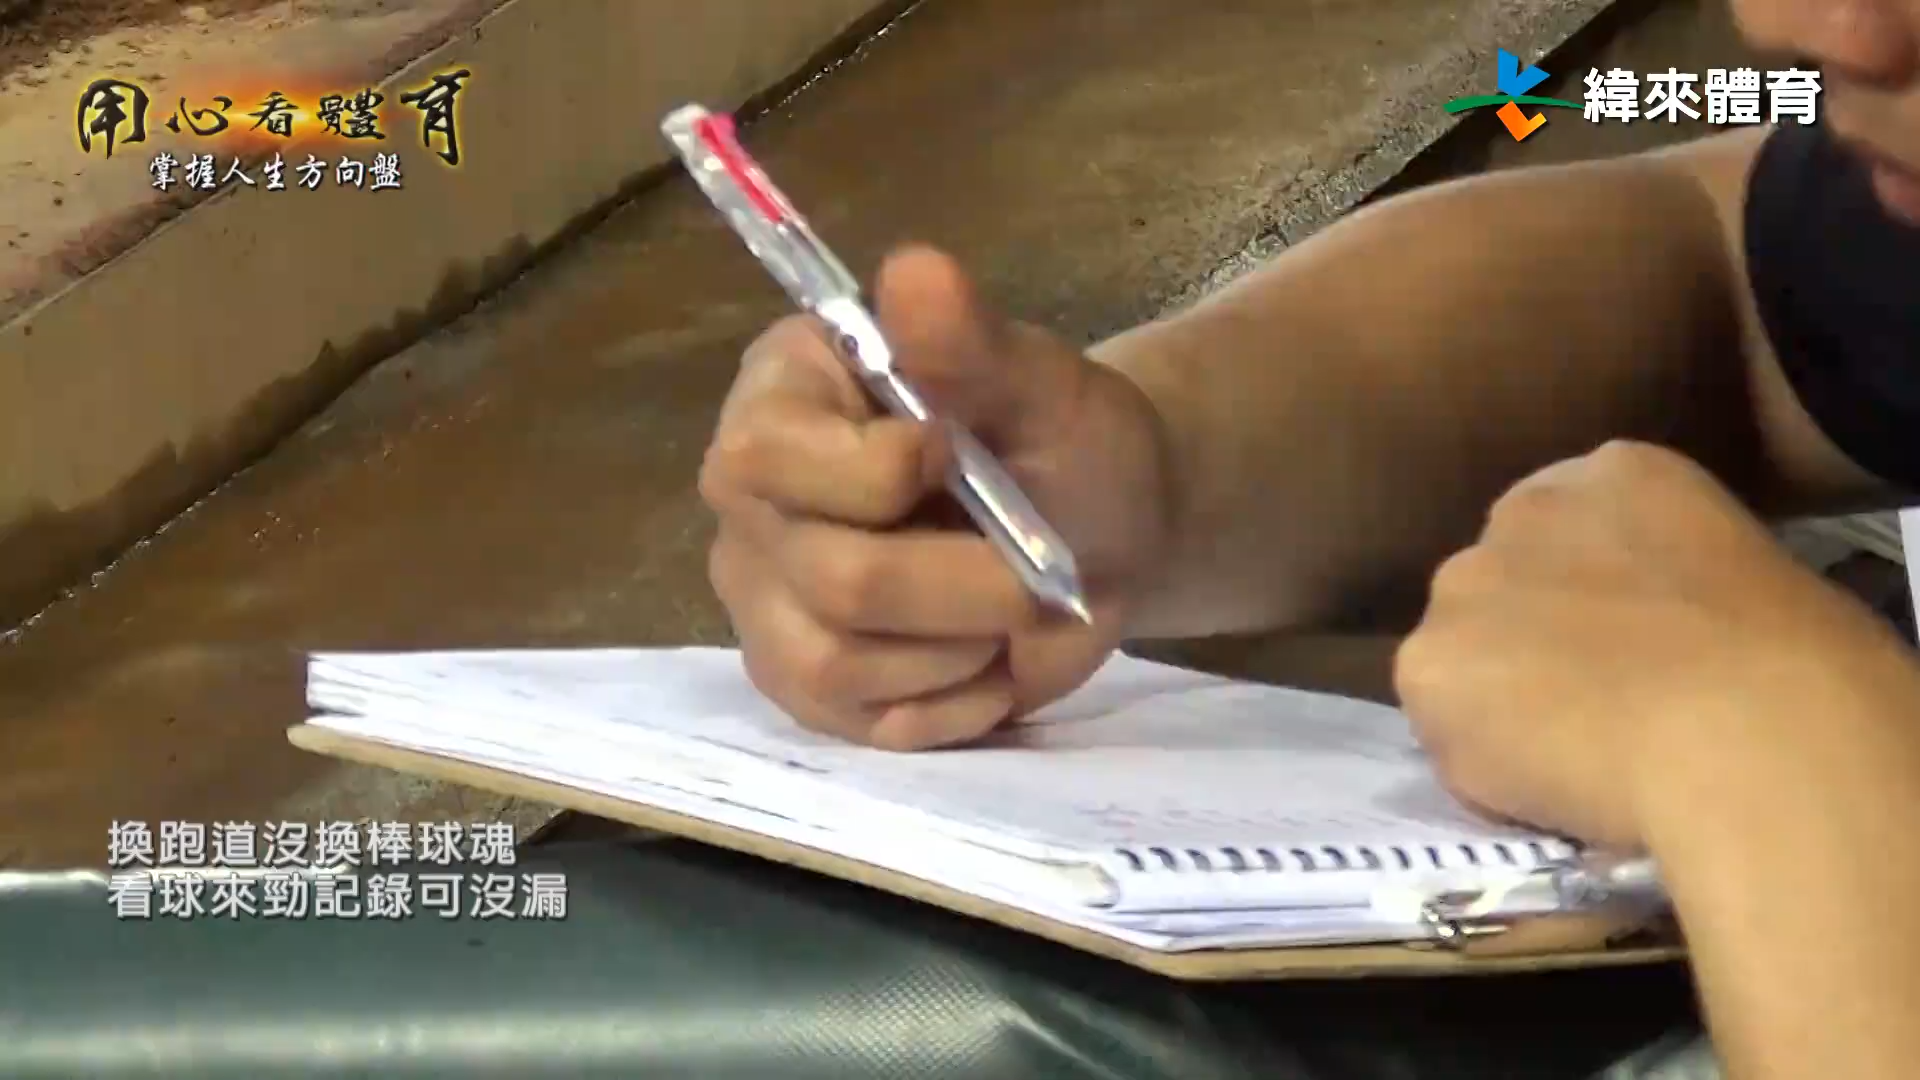 用心看體育
掌握人生方向盤
緯來體育
換跑道沒換棒球魂
看球來勁記錄可沒漏